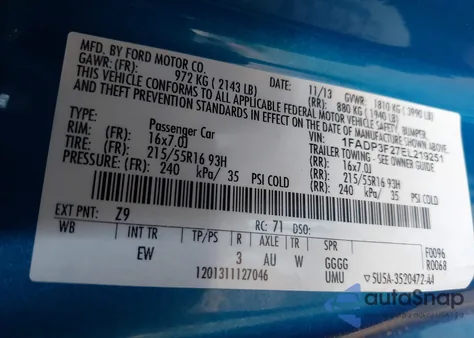 MFD. BY FORD MOTOR CO.
DATE: 11/13 GVWR: 1810 KG ( 3990 LB)
GAWR: (FR): 972 KG ( 2143 LB) (RR): 880 KG ( 1940 LB)
THIS VEHICLE CONFORMS TO ALL APPLICABLE FEDERAL MOTOR VEHICLE SAFETY, BUMPER,
AND THEFT PREVENTION STANDARDS IN EFFECT ON THE DATE OF MANUFACTURE SHOWN ABOVE.
TYPE: Passenger Car 1FADP3F27EL219251
RIM: (FR): 16x7.0J (RR): 16x7.0J TRAILER TOWING - SEE OWNER GUIDE
TIRE: (FR): 215/55R16 93H (RR): 215/55R16 93H
PRESSURE: (FR): 240 kPa/ 35 PSI COLD (RR): 240 kPa/ 35 PSI COLD
EXT PNT: Z9 RC: 71 DSO: F0096
WB INT TR TP/PS R AXLE TR SPR R0068
EW 3 AU W GGGG
1201311127046 UMU ▽ 5U5A-3520472-AA
autoSnap